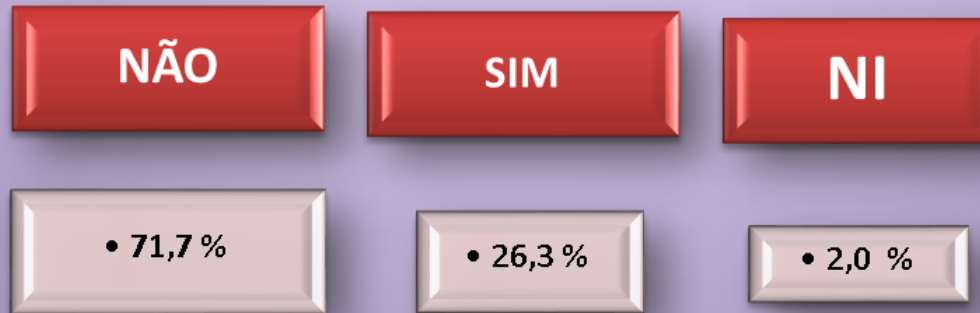 NÃO
SIM
NI
• 71,7 %
• 26,3 %
• 2,0 %